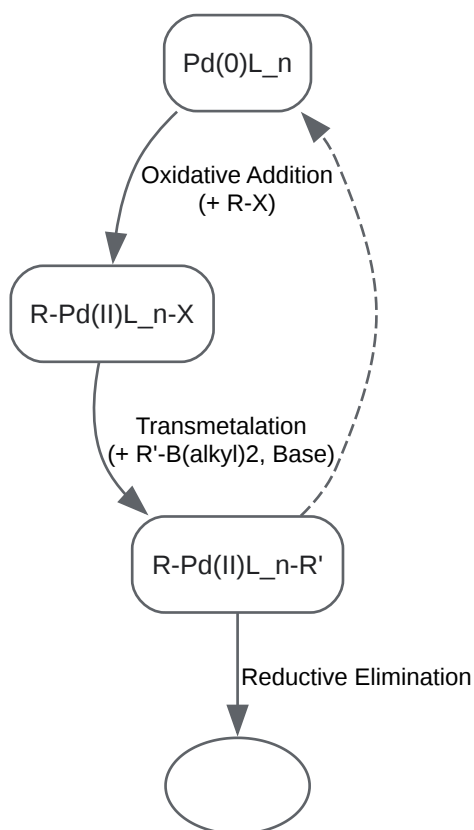 Pd(0)L_n
Oxidative Addition
(+ R-X)
R-Pd(II)L_n-X
Transmetalation
(+ R'-B(alkyl)2, Base)
R-Pd(II)L_n-R'
Reductive Elimination